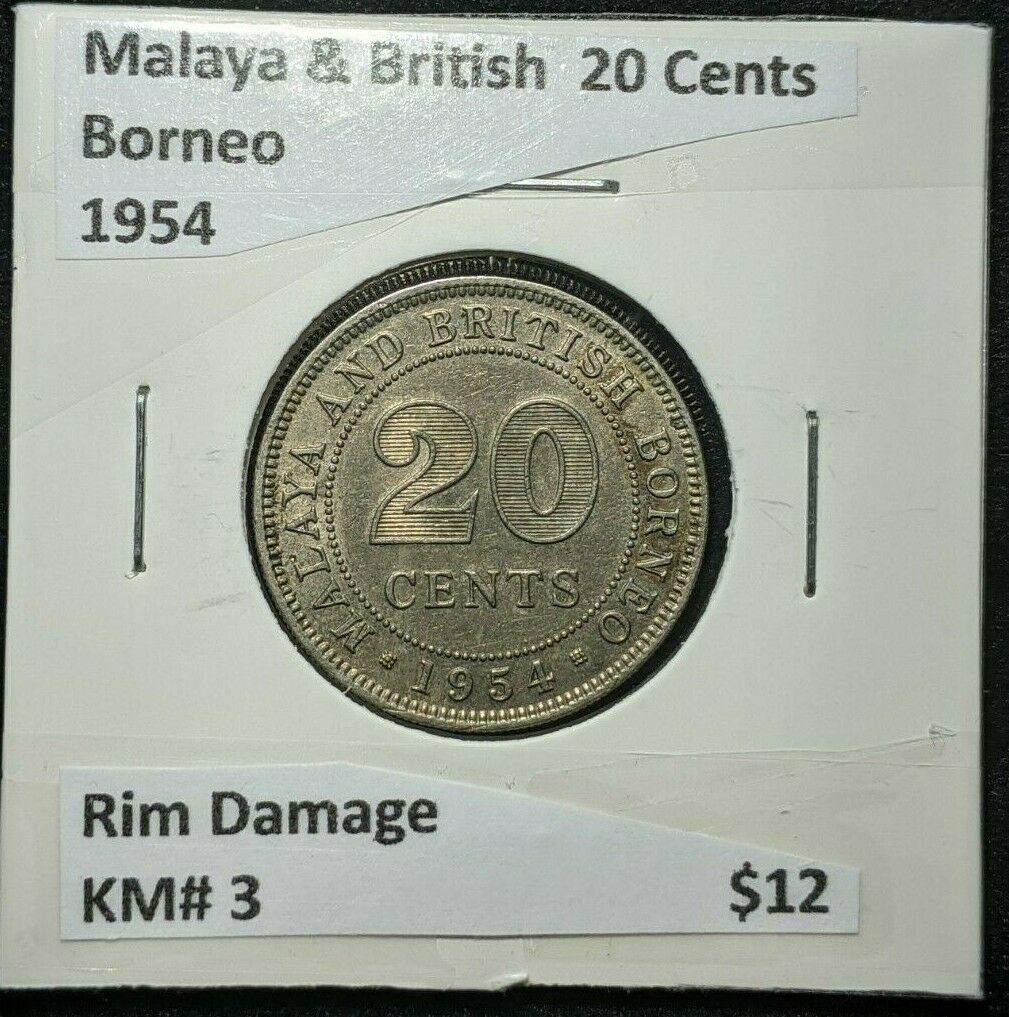 Malaya & British 20 Cents
Borneo
1954
MALAYA AND BRITISH BORNEO
20
CENTS
1954
Rim Damage
KM# 3 $12